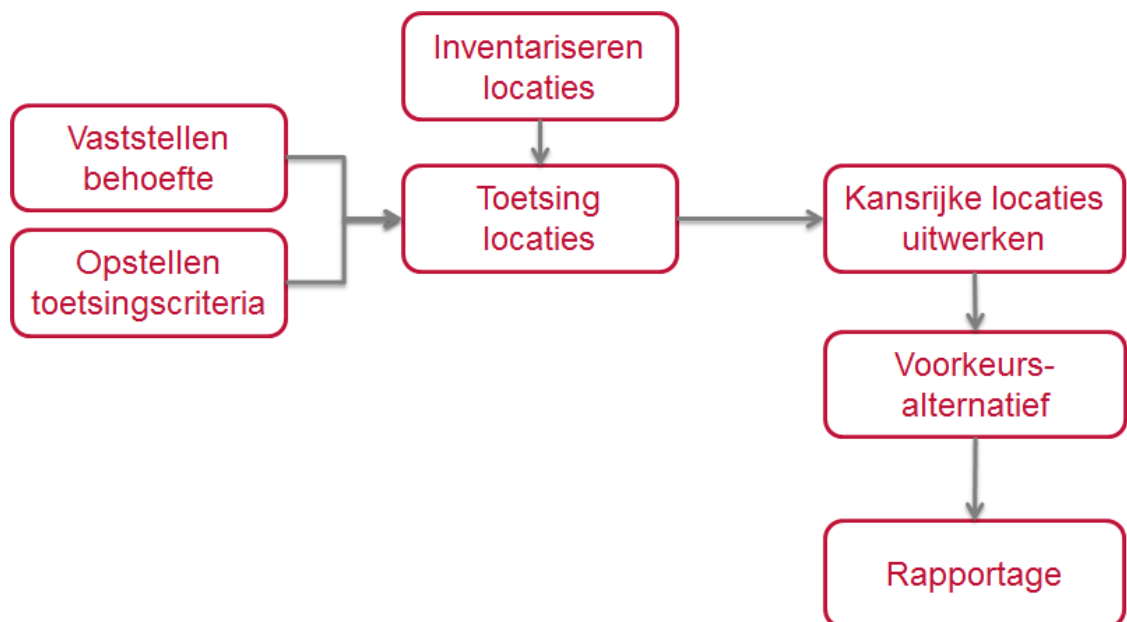 Inventariseren
locaties
Vaststellen
behoefte
Opstellen
toetsingscriteria
Toetsing
locaties
Kansrijke locaties
uitwerken
Voorkeurs-
alternatief
Rapportage